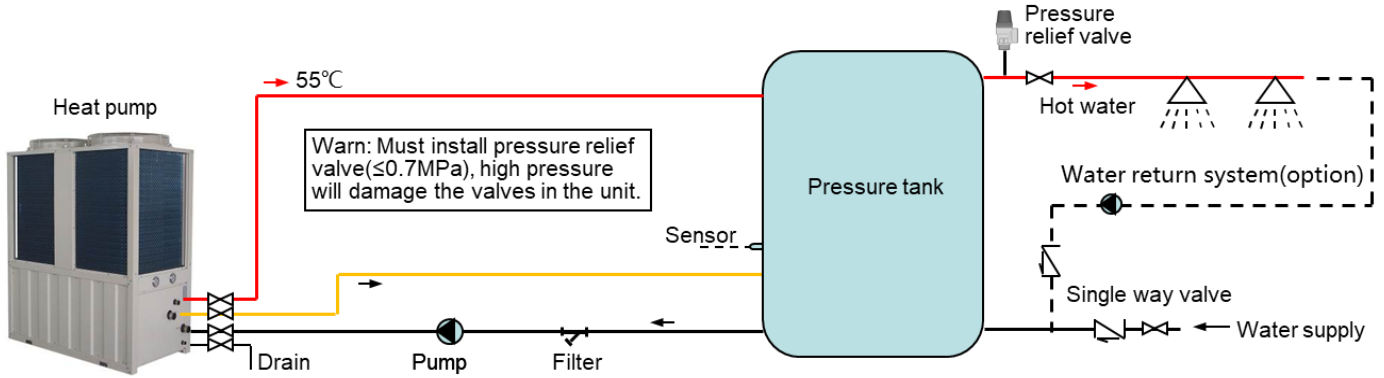 Pressure
relief valve
55℃
Heat pump
Hot water
Warn: Must install pressure relief
valve(≤0.7MPa), high pressure
will damage the valves in the unit.
Pressure tank
Water return system(option)
Sensor
Single way valve
Water supply
Drain
Pump
Filter